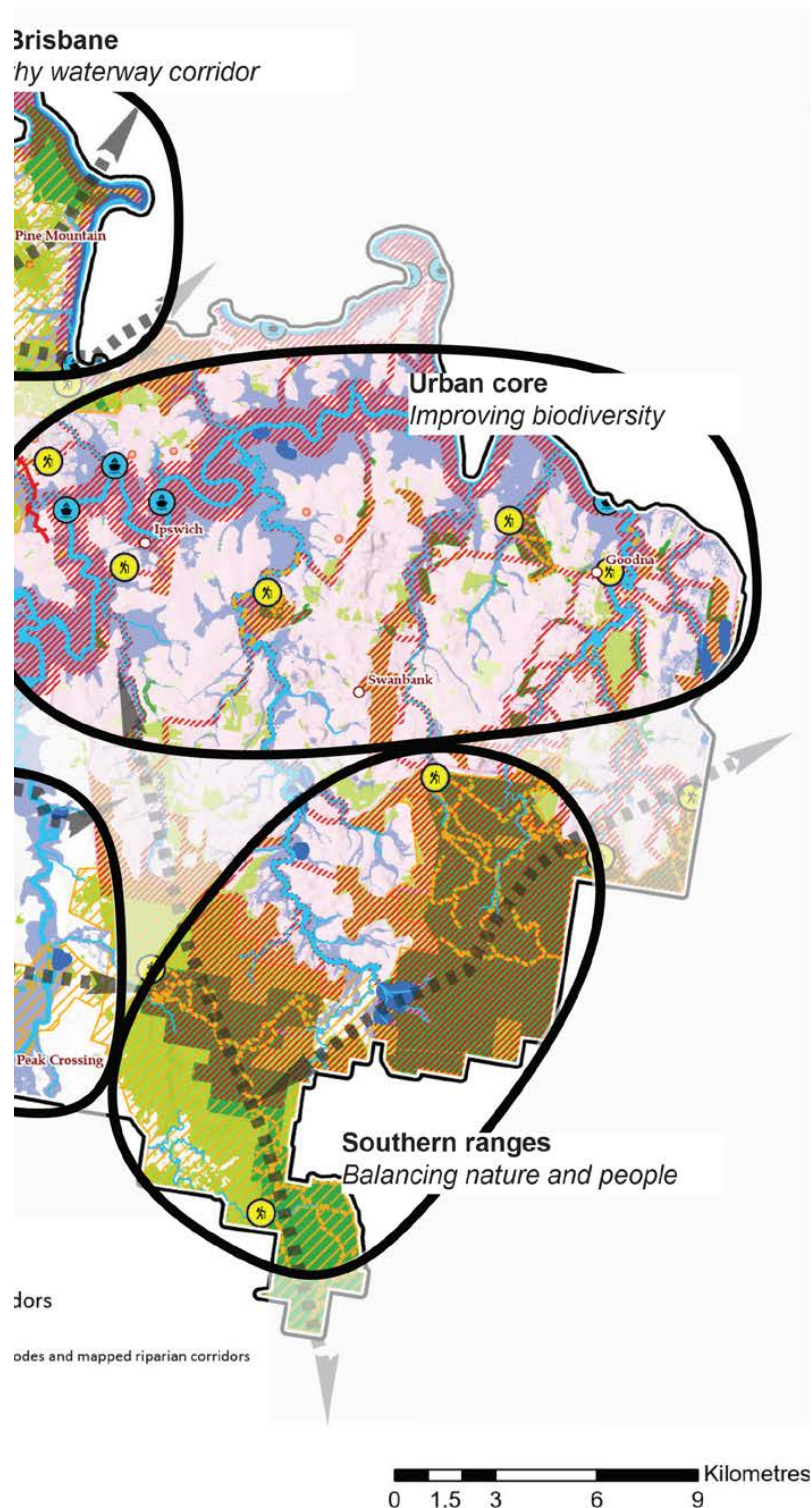 Brisbane
thy waterway corridor
Pine Mountain
Urban core
Improving biodiversity
Ipswich
Goodna
Swanbank
Peak Crossing
Southern ranges
Balancing nature and people
dors
odes and mapped riparian corridors
Kilometres
0 1.5 3 6 9